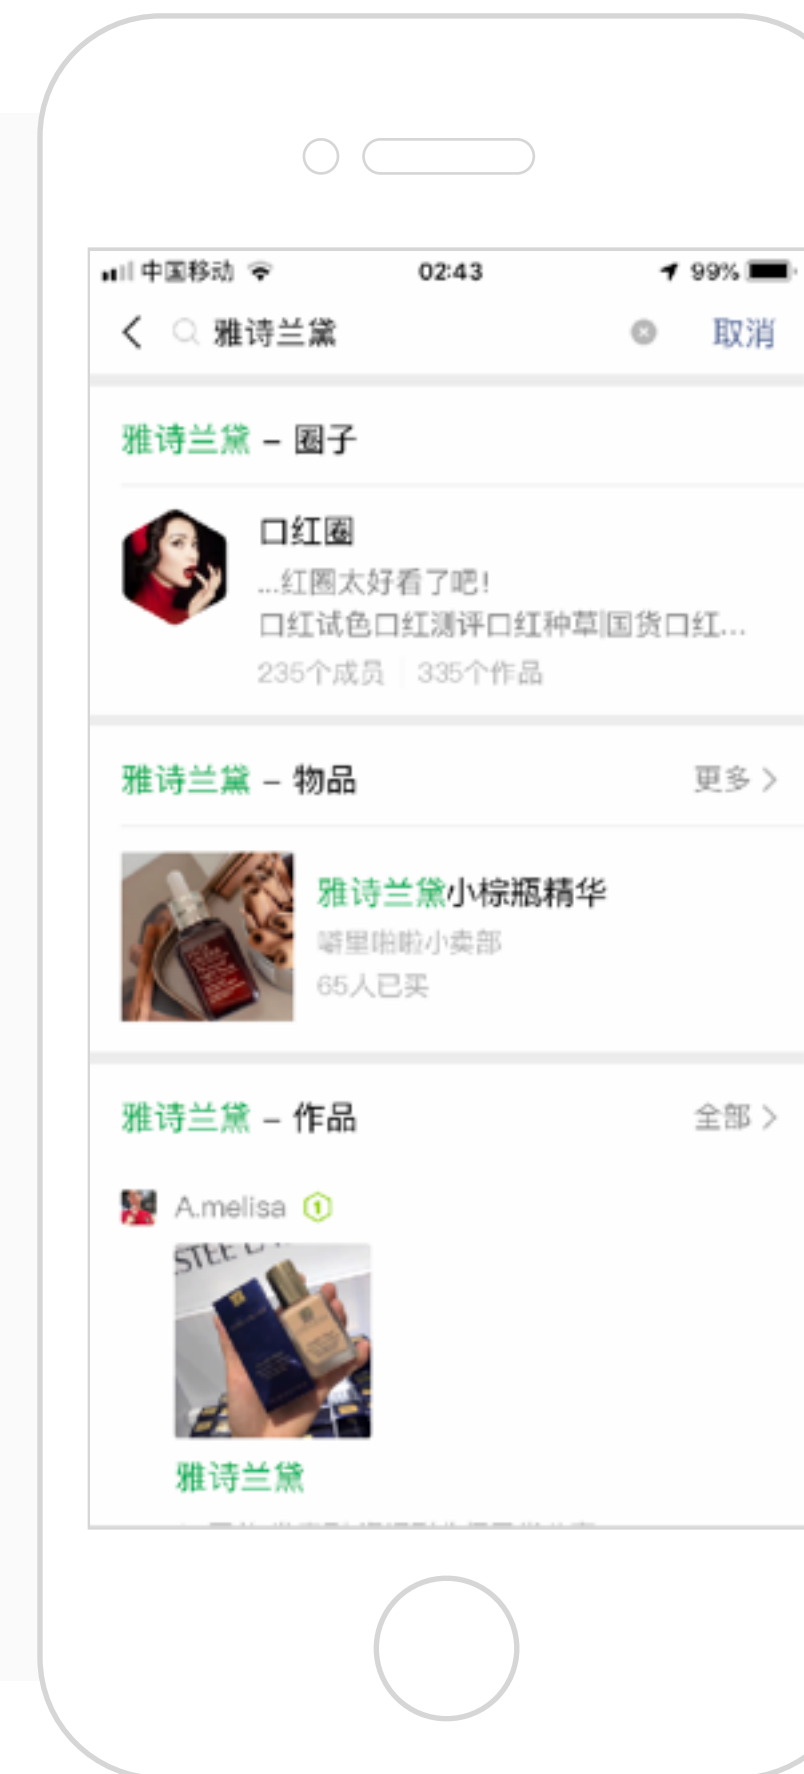 中国移动
02:43
99%
雅诗兰黛
取消
雅诗兰黛 – 圈子
口红圈
...红圈太好看了吧!
口红试色口红测评口红种草|国货口红...
235个成员 | 335个作品
雅诗兰黛 – 物品
更多
雅诗兰黛小棕瓶精华
噼里啪啦小卖部
65人已买
雅诗兰黛 – 作品
全部
A.melisa 1
STEE L
雅诗兰黛